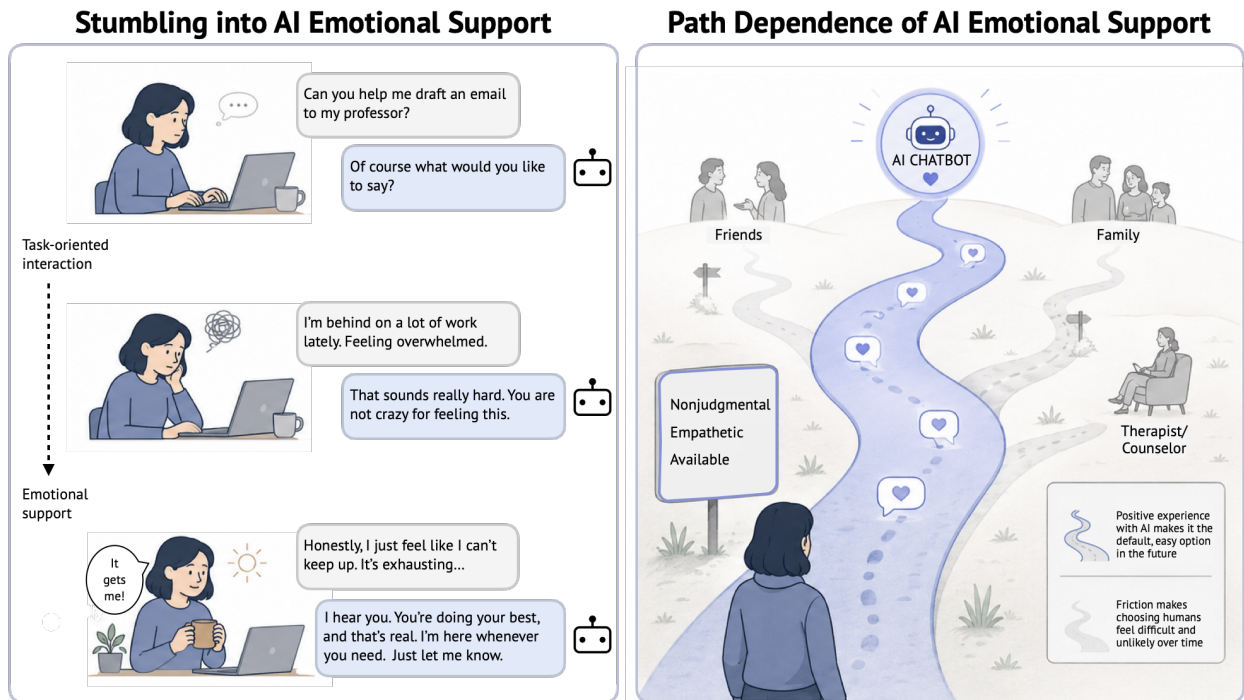 Stumbling into AI Emotional Support
Can you help me draft an email
to my professor?
Of course what would you like
to say?
Task-oriented
interaction
I'm behind on a lot of work
lately. Feeling overwhelmed.
That sounds really hard. You are
not crazy for feeling this.
Emotional
support
It
gets
me!
Honestly, I just feel like I can't
keep up. It's exhausting...
I hear you. You're doing your best,
and that's real. I'm here whenever
you need. Just let me know.
Path Dependence of AI Emotional Support
AI CHATBOT
Friends
Family
Nonjudgmental
Empathetic
Available
Therapist/
Counselor
Positive experience
with AI makes it the
default, easy option
in the future
Friction makes
choosing humans
feel difficult and
unlikely over time